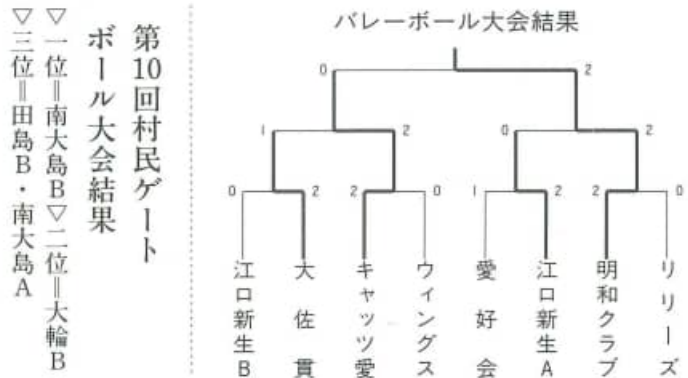 第10回村民ゲート
ボール大会結果
▽一位＝南大島B▽二位＝大輪B
▽三位＝田島B・南大島A
バレーボール大会結果
0 2
1 2 0 2
0 2 2 0 1 2 2 0
江口新生B
大佐貫
キャッツ愛
ウィングス
愛好会
江口新生A
明和クラブ
リリーズ